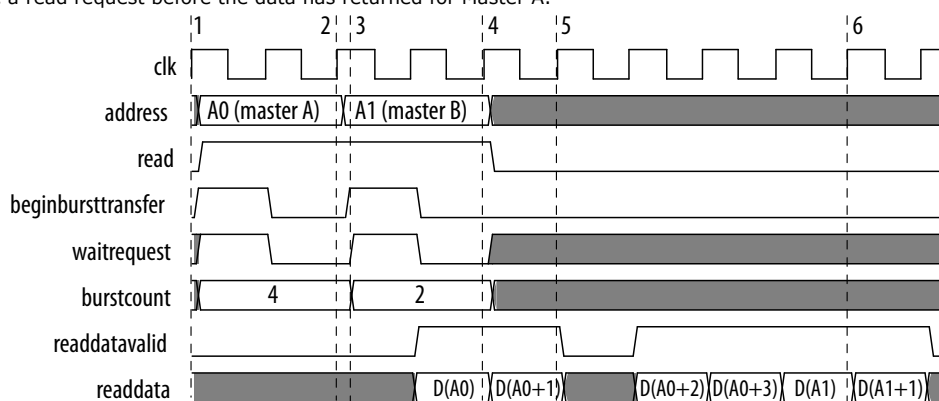 a read request before the data has returned for Master A.
1 2 3 4 5 6
clk
address A0 (master A) A1 (master B)
read
beginbursttransfer
waitrequest
burstcount 4 2
readdatavalid
readdata D(A0) D(A0+1) D(A0+2) D(A0+3) D(A1) D(A1+1)